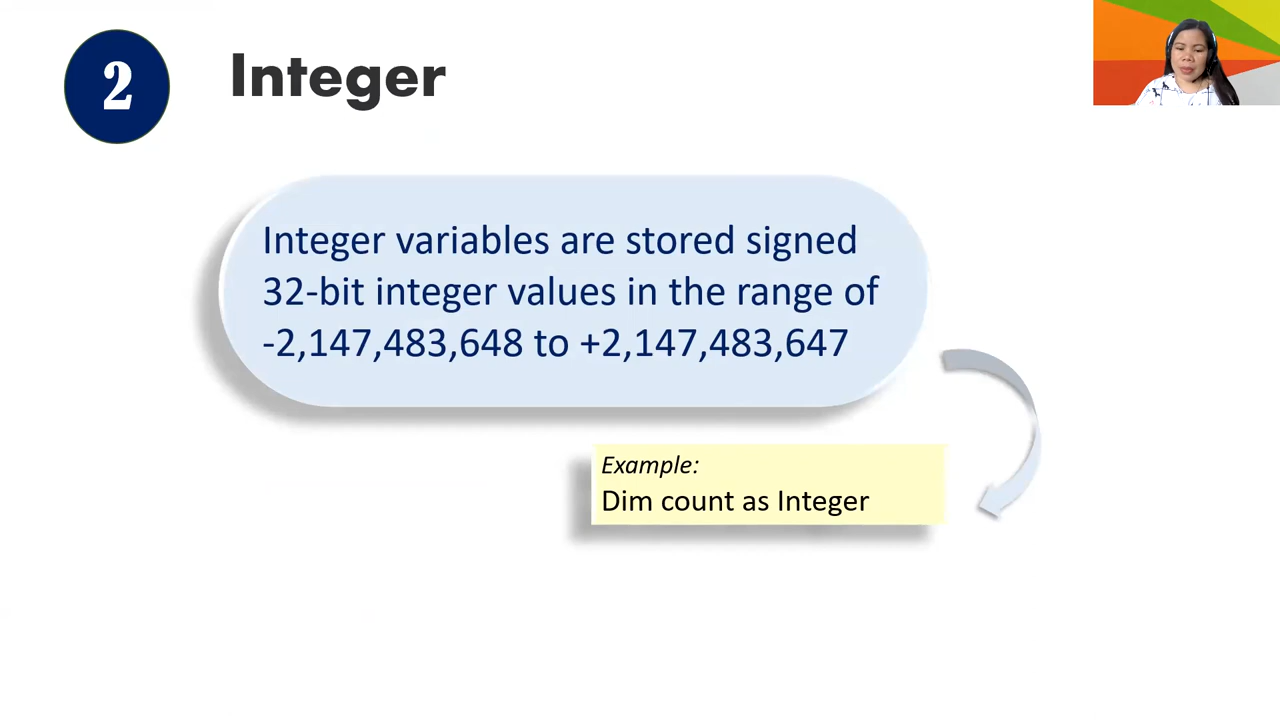 2
Integer
Integer variables are stored signed
32-bit integer values in the range of
-2,147,483,648 to +2,147,483,647
Example:
Dim count as Integer